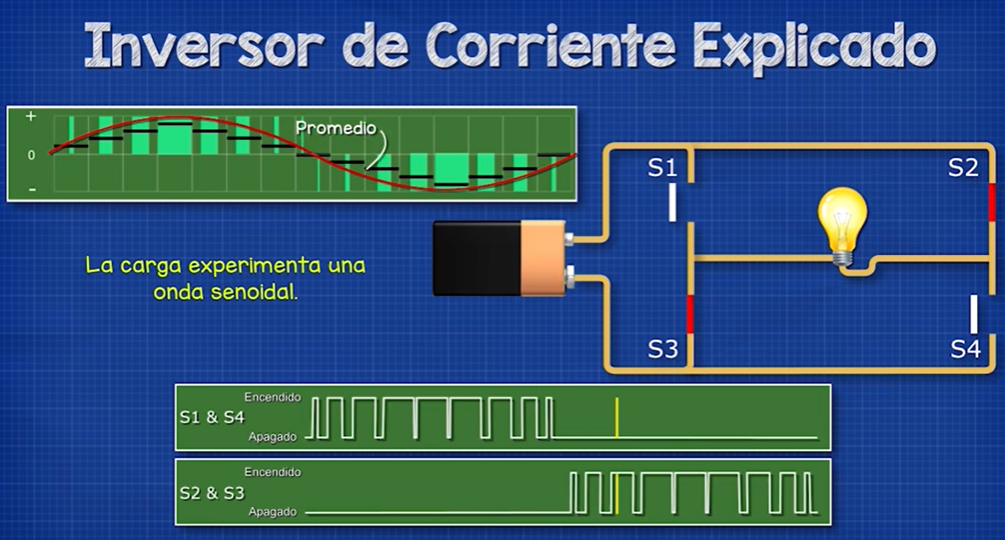 Inversor de Corriente Explicado
+
Promedio
0
-
La carga experimenta una
onda senoidal.
S1
S2
S3
S4
Encendido
S1 & S4
Apagado
Encendido
S2 & S3
Apagado